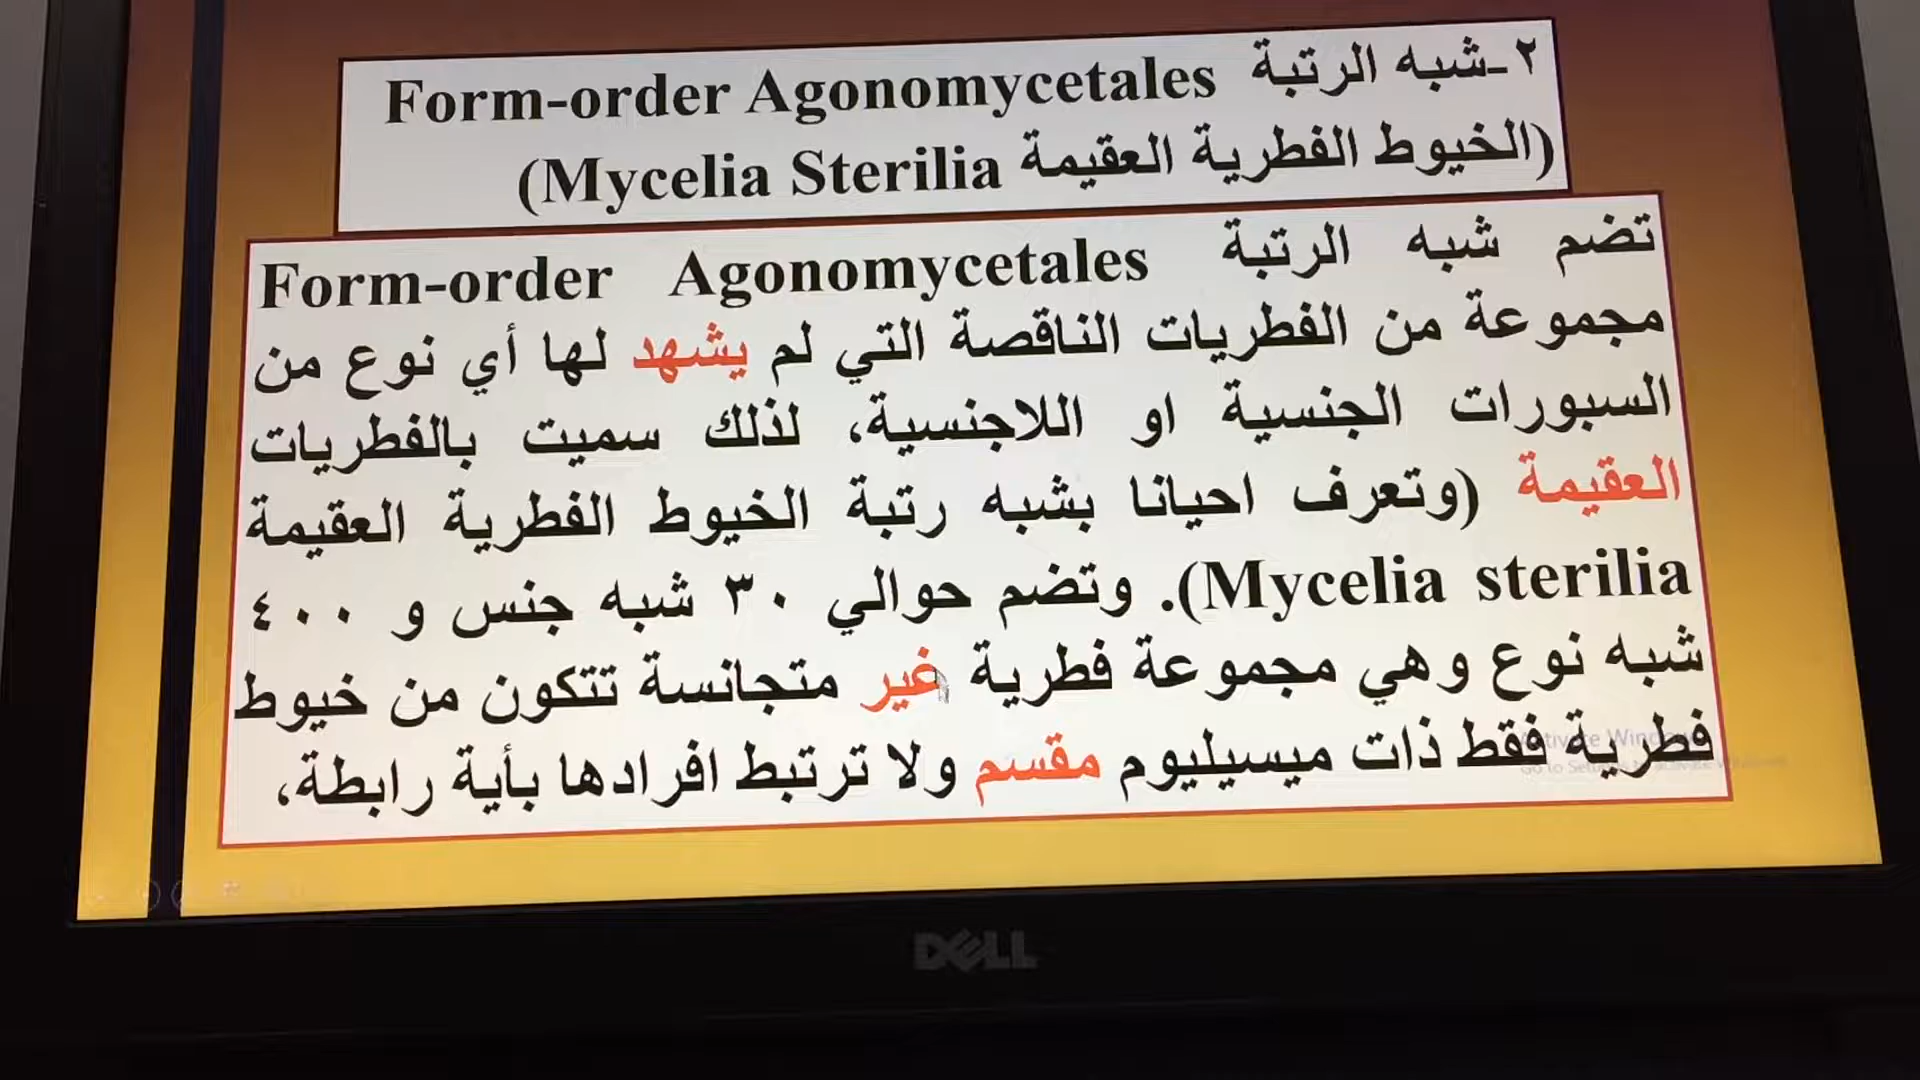 ٢-شبه الرتبة Form-order Agonomycetales
(الخيوط الفطرية العقيمة Mycelia Sterilia)
تضم شبه الرتبة Form-order Agonomycetales
مجموعة من الفطريات الناقصة التي لم يشهد لها أي نوع من
السبورات الجنسية او اللاجنسية، لذلك سميت بالفطريات
العقيمة (وتعرف احيانا بشبه رتبة الخيوط الفطرية العقيمة
Mycelia sterilia). وتضم حوالي ٣٠ شبه جنس و ٤٠٠
شبه نوع وهي مجموعة فطرية غير متجانسة تتكون من خيوط
فطرية فقط ذات ميسيليوم مقسم ولا ترتبط افرادها بأية رابطة،
DELL